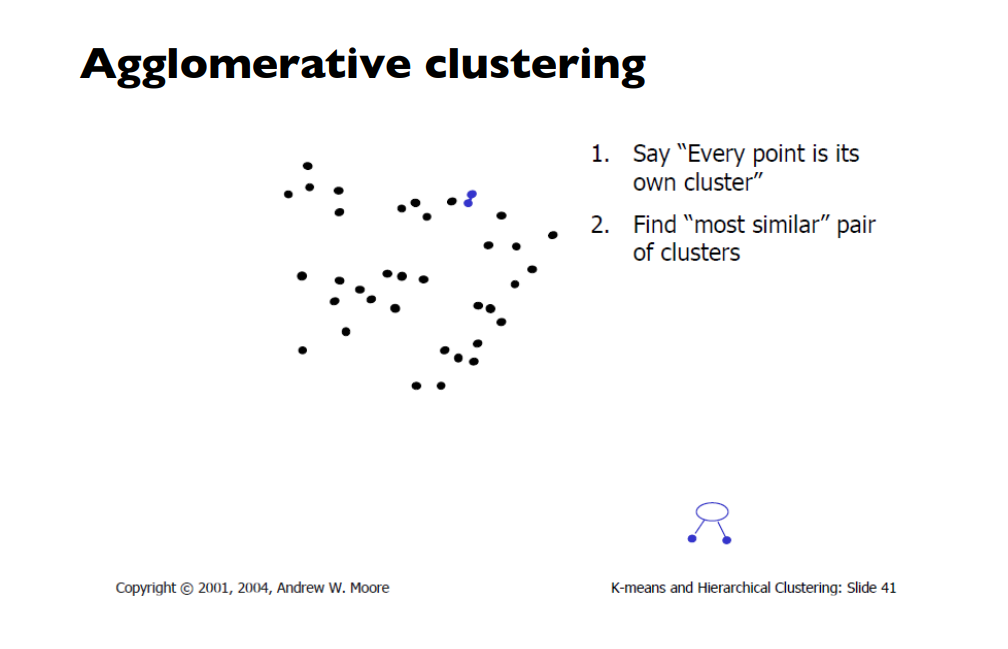 Agglomerative clustering
1. Say “Every point is its
own cluster”
2. Find “most similar” pair
of clusters
Copyright © 2001, 2004, Andrew W. Moore
K-means and Hierarchical Clustering: Slide 41